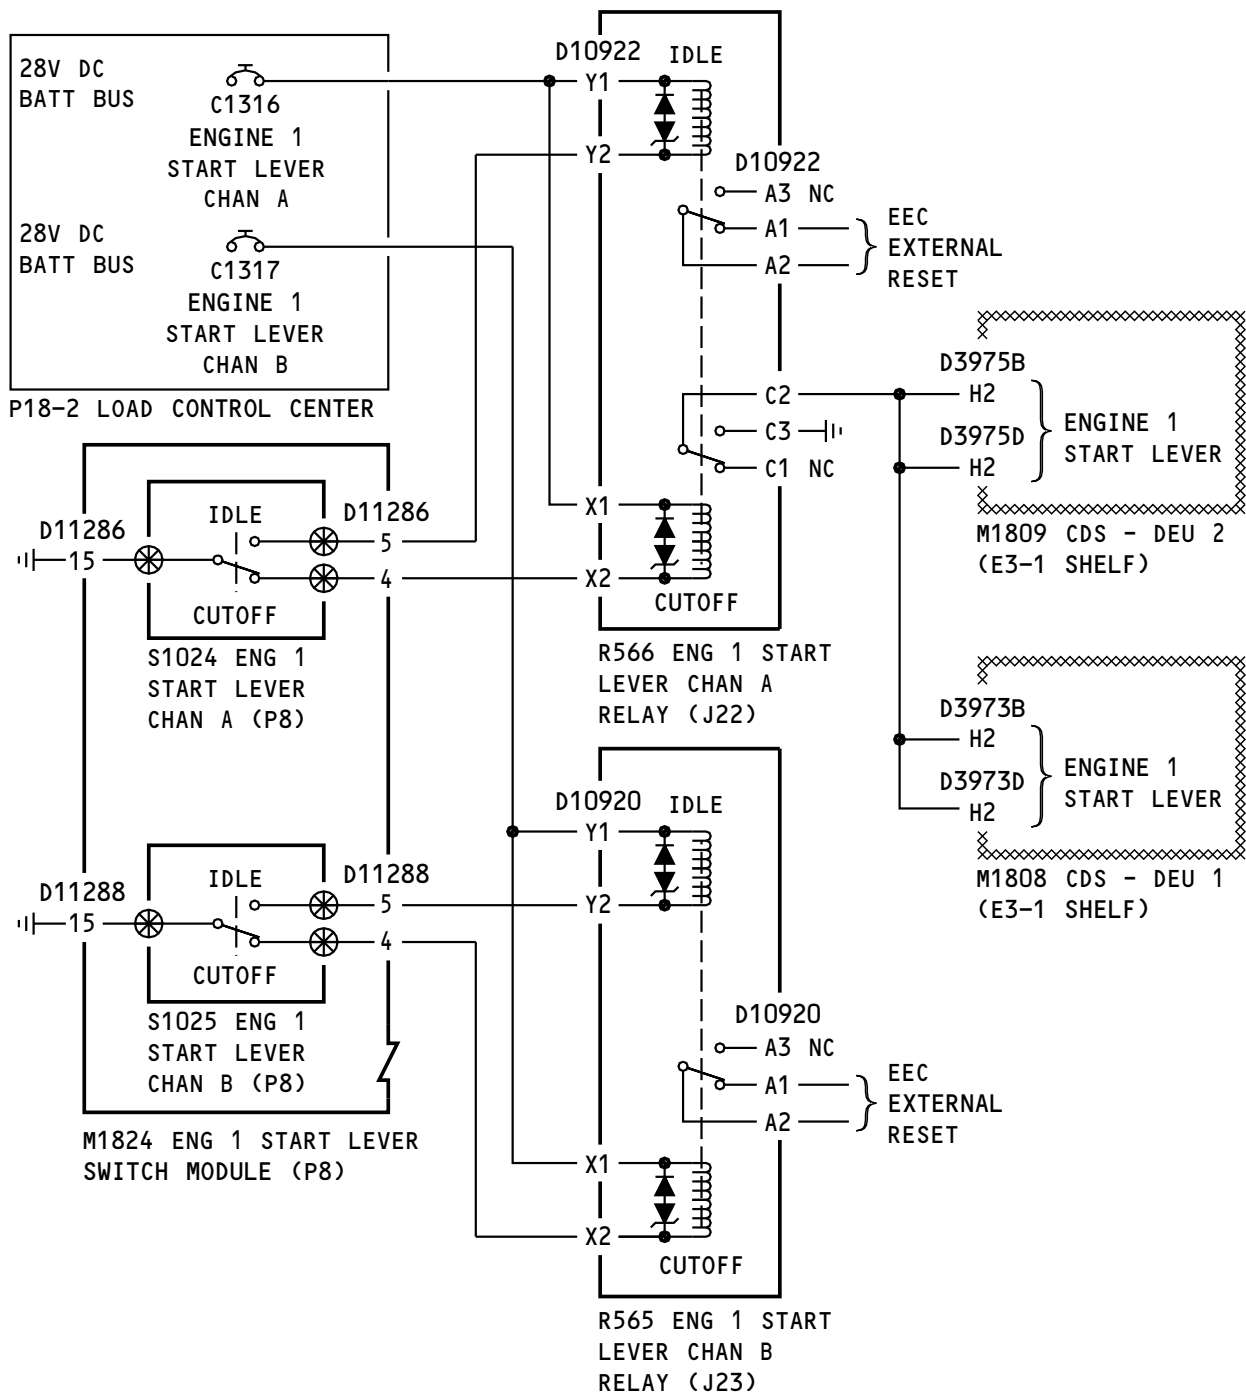 28V DC
BATT BUS
C1316
ENGINE 1
START LEVER
CHAN A
28V DC
BATT BUS
C1317
ENGINE 1
START LEVER
CHAN B
P18-2 LOAD CONTROL CENTER
D11286
15
IDLE
CUTOFF
D11286
5
4
S1024 ENG 1
START LEVER
CHAN A (P8)
D11288
15
IDLE
CUTOFF
D11288
5
4
S1025 ENG 1
START LEVER
CHAN B (P8)
M1824 ENG 1 START LEVER
SWITCH MODULE (P8)
D10922
IDLE
Y1
Y2
D10922
A3 NC
A1
A2
EEC
EXTERNAL
RESET
C2
C3
C1 NC
X1
X2
CUTOFF
R566 ENG 1 START
LEVER CHAN A
RELAY (J22)
D10920
IDLE
Y1
Y2
D10920
A3 NC
A1
A2
EEC
EXTERNAL
RESET
X1
X2
CUTOFF
R565 ENG 1 START
LEVER CHAN B
RELAY (J23)
D3975B
H2
D3975D
H2
ENGINE 1
START LEVER
M1809 CDS - DEU 2
(E3-1 SHELF)
D3973B
H2
D3973D
H2
ENGINE 1
START LEVER
M1808 CDS - DEU 1
(E3-1 SHELF)